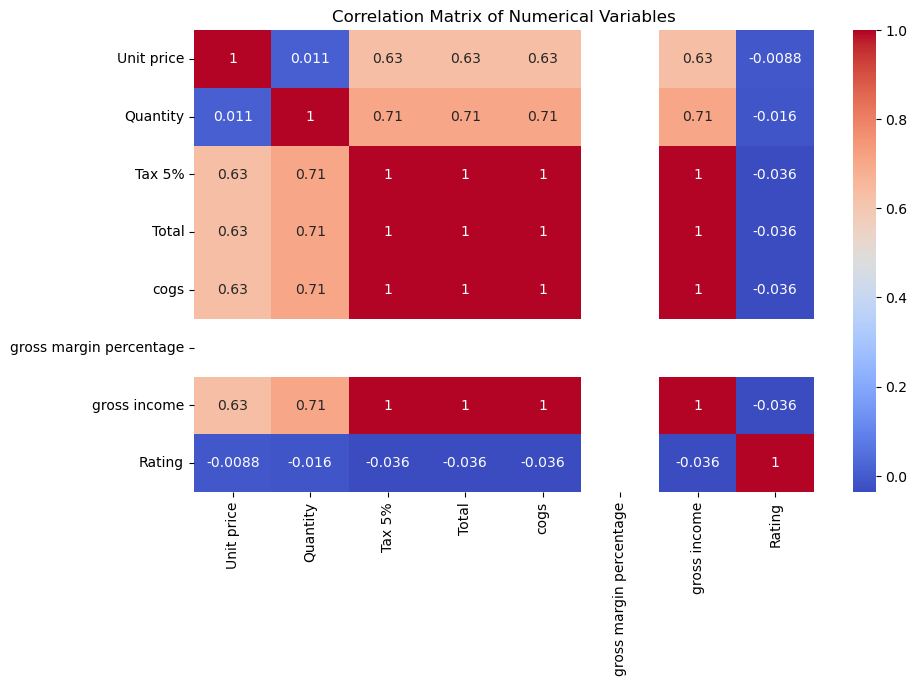 Correlation Matrix of Numerical Variables
Unit price 1 0.011 0.63 0.63 0.63 0.63 -0.0088
Quantity 0.011 1 0.71 0.71 0.71 0.71 -0.016
Tax 5% 0.63 0.71 1 1 1 1 -0.036
Total 0.63 0.71 1 1 1 1 -0.036
cogs 0.63 0.71 1 1 1 1 -0.036
gross margin percentage
gross income 0.63 0.71 1 1 1 1 -0.036
Rating -0.0088 -0.016 -0.036 -0.036 -0.036 -0.036 1
Unit price
Quantity
Tax 5%
Total
cogs
gross margin percentage
gross income
Rating
1.0
0.8
0.6
0.4
0.2
0.0